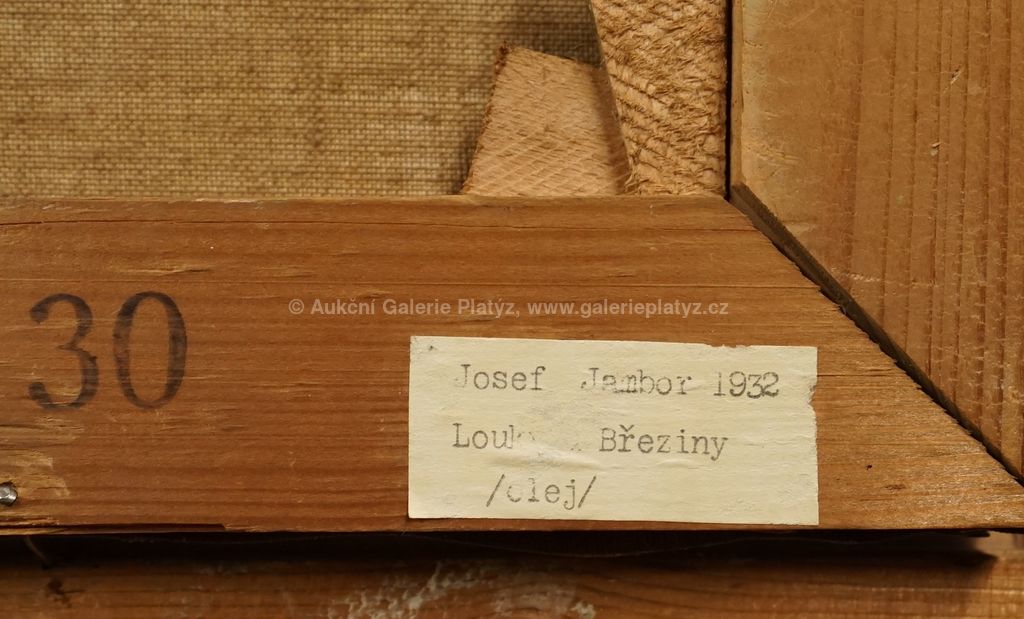 30
© Aukční Galerie Platýz, www.galerieplatyz.cz
Josef Jambor 1932
Březiny
/olej/